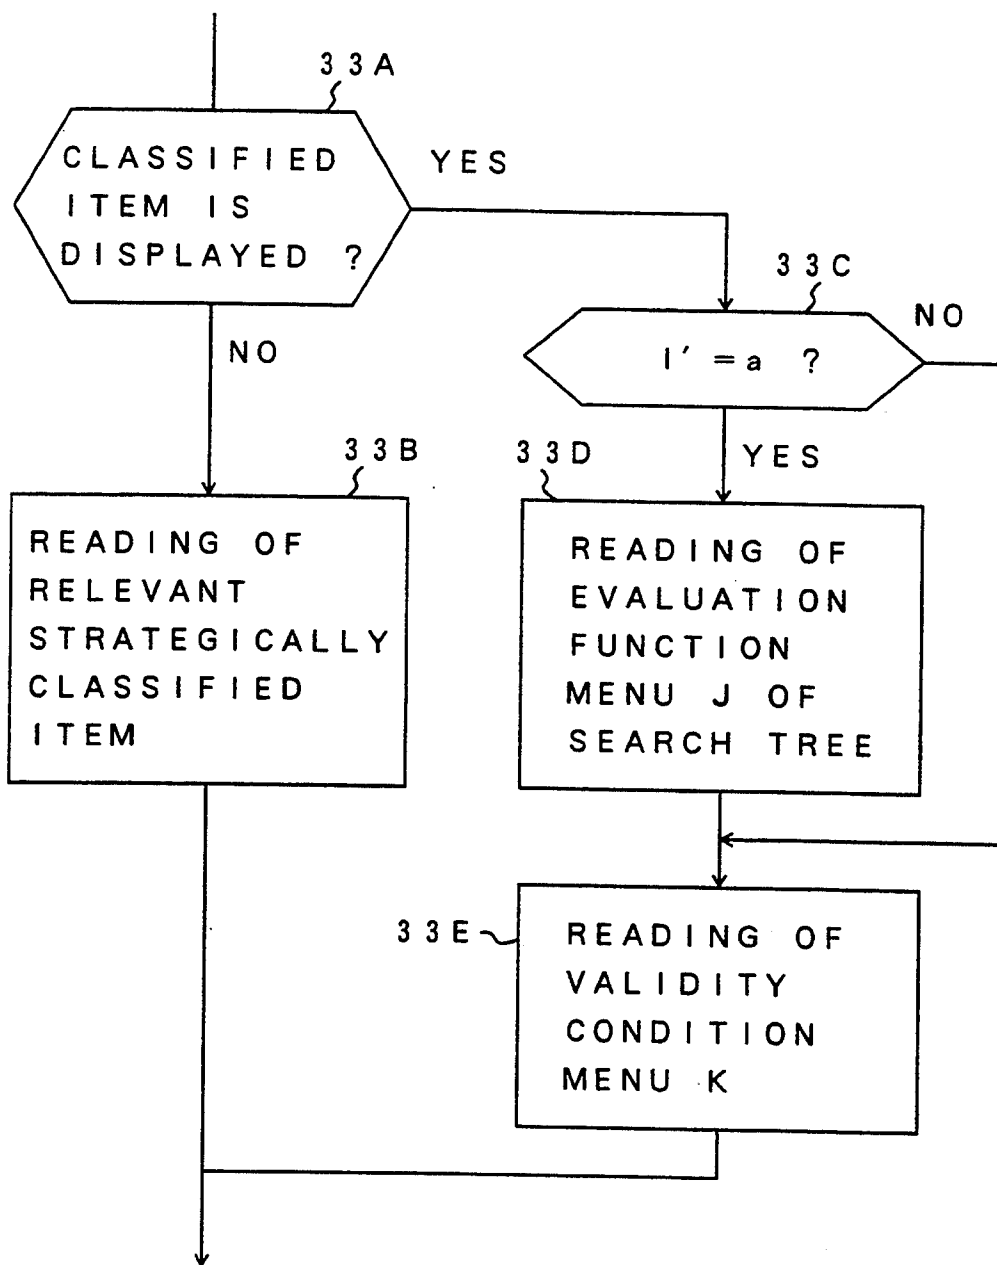 33A
CLASSIFIED
ITEM IS
DISPLAYED ?
YES
NO
33B
READING OF
RELEVANT
STRATEGICALLY
CLASSIFIED
ITEM
33C
I' = a ?
NO
YES
33D
READING OF
EVALUATION
FUNCTION
MENU J OF
SEARCH TREE
33E
READING OF
VALIDITY
CONDITION
MENU K